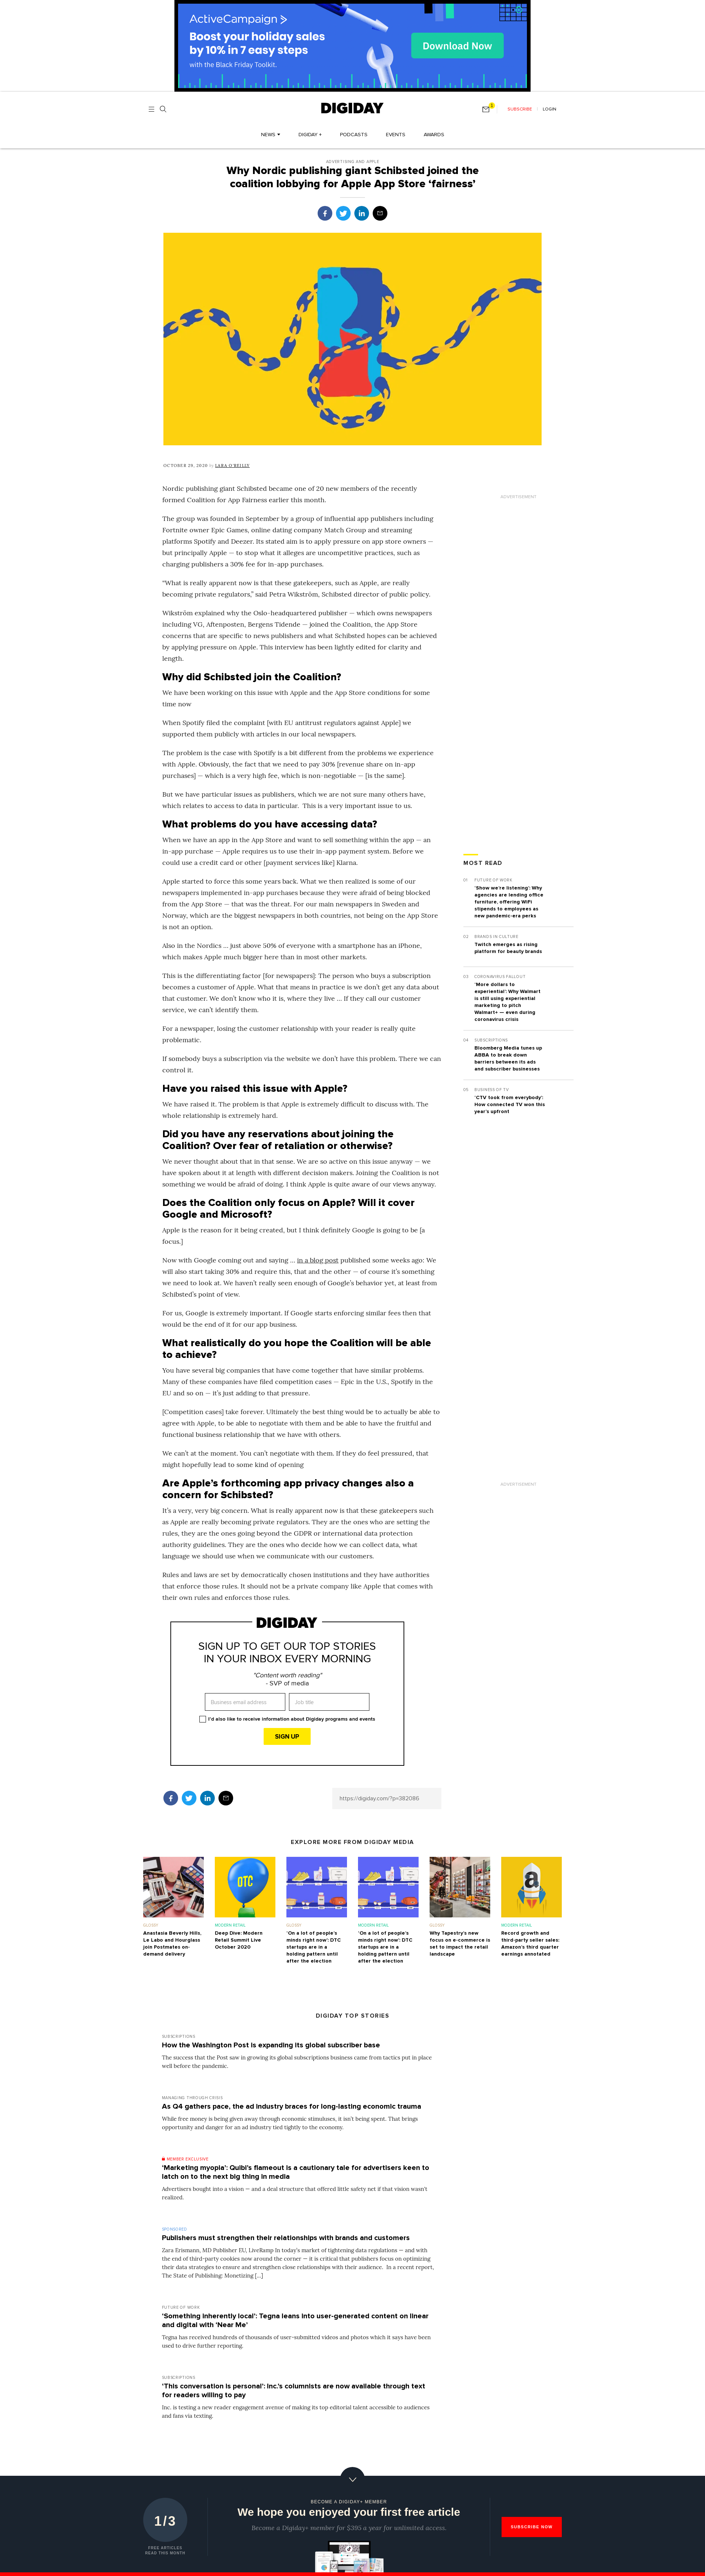 ActiveCampaign >
Boost your holiday sales
by 10% in 7 easy steps
with the Black Friday Toolkit.
Download Now
DIGIDAY
1
SUBSCRIBE
LOGIN
NEWS
DIGIDAY +
PODCASTS
EVENTS
AWARDS
ADVERTISING AND APPLE
Why Nordic publishing giant Schibsted joined the
coalition lobbying for Apple App Store ‘fairness’
OCTOBER 29, 2020 by LARA O'REILLY
Nordic publishing giant Schibsted became one of 20 new members of the recently
formed Coalition for App Fairness earlier this month.
The group was founded in September by a group of influential app publishers including
Fortnite owner Epic Games, online dating company Match Group and streaming
platforms Spotify and Deezer. Its stated aim is to apply pressure on app store owners —
but principally Apple — to stop what it alleges are uncompetitive practices, such as
charging publishers a 30% fee for in-app purchases.
“What is really apparent now is that these gatekeepers, such as Apple, are really
becoming private regulators,” said Petra Wikström, Schibsted director of public policy.
Wikström explained why the Oslo-headquartered publisher — which owns newspapers
including VG, Aftenposten, Bergens Tidende — joined the Coalition, the App Store
concerns that are specific to news publishers and what Schibsted hopes can be achieved
by applying pressure on Apple. This interview has been lightly edited for clarity and
length.
Why did Schibsted join the Coalition?
We have been working on this issue with Apple and the App Store conditions for some
time now
When Spotify filed the complaint [with EU antitrust regulators against Apple] we
supported them publicly with articles in our local newspapers.
The problem is the case with Spotify is a bit different from the problems we experience
with Apple. Obviously, the fact that we need to pay 30% [revenue share on in-app
purchases] — which is a very high fee, which is non-negotiable — [is the same].
But we have particular issues as publishers, which we are not sure many others have,
which relates to access to data in particular. This is a very important issue to us.
What problems do you have accessing data?
When we have an app in the App Store and want to sell something within the app — an
in-app purchase — Apple requires us to use their in-app payment system. Before we
could use a credit card or other [payment services like] Klarna.
Apple started to force this some years back. What we then realized is some of our
newspapers implemented in-app purchases because they were afraid of being blocked
from the App Store — that was the threat. For our main newspapers in Sweden and
Norway, which are the biggest newspapers in both countries, not being on the App Store
is not an option.
Also in the Nordics … just above 50% of everyone with a smartphone has an iPhone,
which makes Apple much bigger here than in most other markets.
This is the differentiating factor [for newspapers]: The person who buys a subscription
becomes a customer of Apple. What that means in practice is we don't get any data about
that customer. We don't know who it is, where they live … If they call our customer
service, we can't identify them.
For a newspaper, losing the customer relationship with your reader is really quite
problematic.
If somebody buys a subscription via the website we don't have this problem. There we can
control it.
Have you raised this issue with Apple?
We have raised it. The problem is that Apple is extremely difficult to discuss with. The
whole relationship is extremely hard.
Did you have any reservations about joining the
Coalition? Over fear of retaliation or otherwise?
We never thought about that in that sense. We are so active on this issue anyway — we
have spoken about it at length with different decision makers. Joining the Coalition is not
something we would be afraid of doing. I think Apple is quite aware of our views anyway.
Does the Coalition only focus on Apple? Will it cover
Google and Microsoft?
Apple is the reason for it being created, but I think definitely Google is going to be [a
focus.]
Now with Google coming out and saying … in a blog post published some weeks ago: We
will also start taking 30% and require this, that and the other — of course it's something
we need to look at. We haven't really seen enough of Google's behavior yet, at least from
Schibsted's point of view.
For us, Google is extremely important. If Google starts enforcing similar fees then that
would be the end of it for our app business.
What realistically do you hope the Coalition will be able
to achieve?
You have several big companies that have come together that have similar problems.
Many of these companies have filed competition cases — Epic in the U.S., Spotify in the
EU and so on — it's just adding to that pressure.
[Competition cases] take forever. Ultimately the best thing would be to actually be able to
agree with Apple, to be able to negotiate with them and be able to have the fruitful and
functional business relationship that we have with others.
We can't at the moment. You can't negotiate with them. If they do feel pressured, that
might hopefully lead to some kind of opening
Are Apple's forthcoming app privacy changes also a
concern for Schibsted?
It's a very, very big concern. What is really apparent now is that these gatekeepers such
as Apple are really becoming private regulators. They are the ones who are setting the
rules, they are the ones going beyond the GDPR or international data protection
authority guidelines. They are the ones who decide how we can collect data, what
language we should use when we communicate with our customers.
Rules and laws are set by democratically chosen institutions and they have authorities
that enforce those rules. It should not be a private company like Apple that comes with
their own rules and enforces those rules.
ADVERTISEMENT
MOST READ
01 FUTURE OF WORK
‘Show we’re listening’: Why
agencies are lending office
furniture, offering WiFi
stipends to employees as
new pandemic-era perks
02 BRANDS IN CULTURE
Twitch emerges as rising
platform for beauty brands
03 CORONAVIRUS FALLOUT
‘More dollars to
experiential’: Why Walmart
is still using experiential
marketing to pitch
Walmart+ — even during
coronavirus crisis
04 SUBSCRIPTIONS
Bloomberg Media tunes up
ABBA to break down
barriers between its ads
and subscriber businesses
05 BUSINESS OF TV
‘CTV took from everybody’:
How connected TV won this
year’s upfront
ADVERTISEMENT
DIGIDAY
SIGN UP TO GET OUR TOP STORIES
IN YOUR INBOX EVERY MORNING
"Content worth reading"
- SVP of media
Business email address
Job title
I'd also like to receive information about Digiday programs and events
SIGN UP
https://digiday.com/?p=382086
EXPLORE MORE FROM DIGIDAY MEDIA
DTC
a
GLOSSY
Anastasia Beverly Hills,
Le Labo and Hourglass
join Postmates on-
demand delivery
MODERN RETAIL
Deep Dive: Modern
Retail Summit Live
October 2020
GLOSSY
‘On a lot of people’s
minds right now’: DTC
startups are in a
holding pattern until
after the election
MODERN RETAIL
‘On a lot of people’s
minds right now’: DTC
startups are in a
holding pattern until
after the election
GLOSSY
Why Tapestry’s new
focus on e-commerce is
set to impact the retail
landscape
MODERN RETAIL
Record growth and
third-party seller sales:
Amazon’s third quarter
earnings annotated
DIGIDAY TOP STORIES
SUBSCRIPTIONS
How the Washington Post is expanding its global subscriber base
The success that the Post saw in growing its global subscriptions business came from tactics put in place
well before the pandemic.
MANAGING THROUGH CRISIS
As Q4 gathers pace, the ad industry braces for long-lasting economic trauma
While free money is being given away through economic stimuluses, it isn't being spent. That brings
opportunity and danger for an ad industry tied tightly to the economy.
MEMBER EXCLUSIVE
‘Marketing myopia’: Quibi’s flameout is a cautionary tale for advertisers keen to
latch on to the next big thing in media
Advertisers bought into a vision — and a deal structure that offered little safety net if that vision wasn't
realized.
SPONSORED
Publishers must strengthen their relationships with brands and customers
Zara Erismann, MD Publisher EU, LiveRamp In today's market of tightening data regulations — and with
the end of third-party cookies now around the corner — it is critical that publishers focus on optimizing
their data strategies to ensure and strengthen close relationships with their audience. In a recent report,
The State of Publishing: Monetizing […]
FUTURE OF WORK
‘Something inherently local’: Tegna leans into user-generated content on linear
and digital with ‘Near Me’
Tegna has received hundreds of thousands of user-submitted videos and photos which it says have been
used to drive further reporting.
SUBSCRIPTIONS
‘This conversation is personal’: Inc.’s columnists are now available through text
for readers willing to pay
Inc. is testing a new reader engagement avenue of making its top editorial talent accessible to audiences
and fans via texting.
1/3
FREE ARTICLES
READ THIS MONTH
BECOME A DIGIDAY+ MEMBER
We hope you enjoyed your first free article
Become a Digiday+ member for $395 a year for unlimited access.
SUBSCRIBE NOW